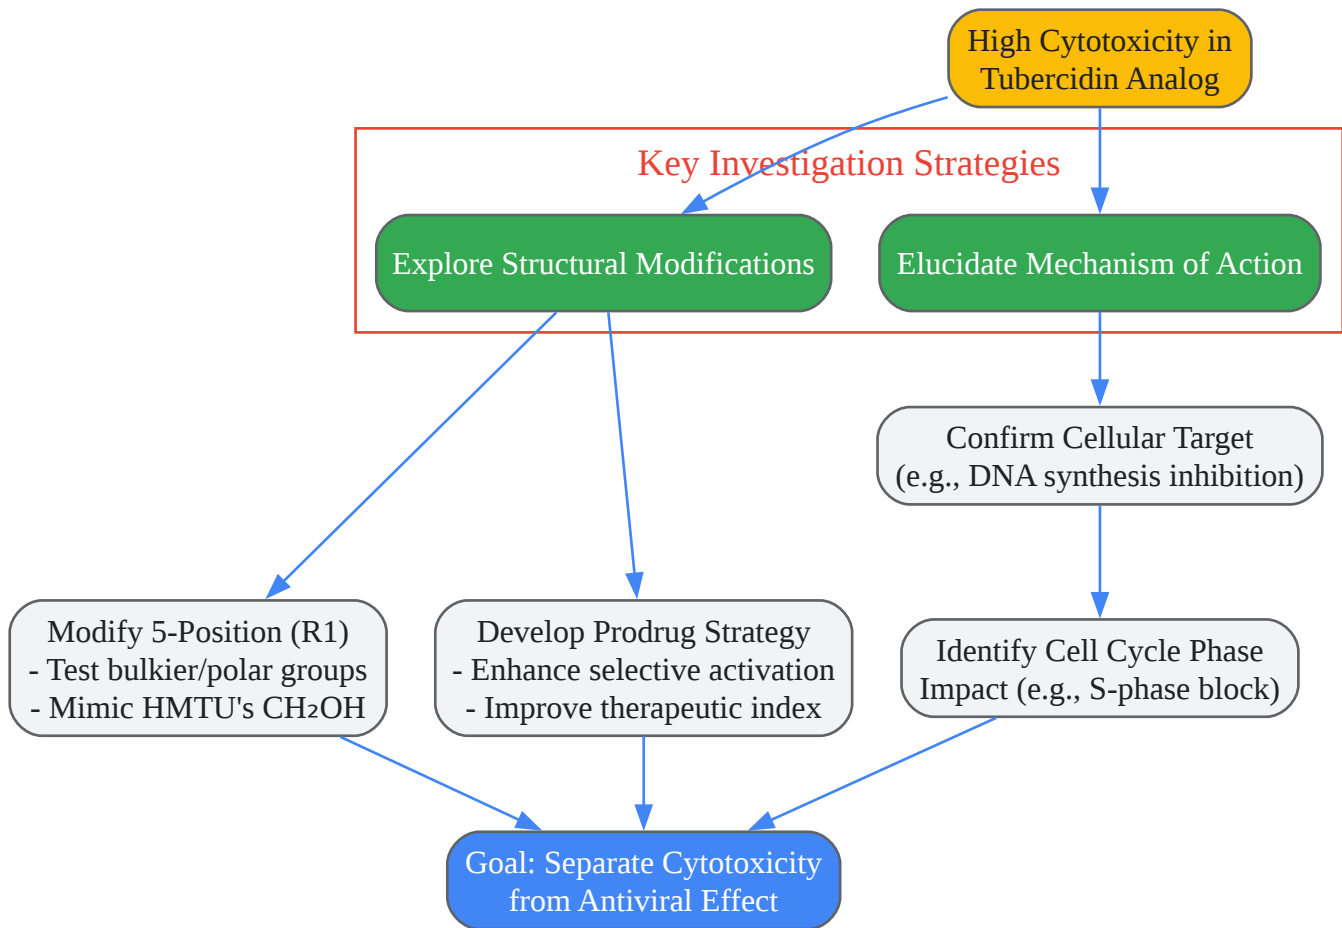 High Cytotoxicity in
Tubercidin Analog
Key Investigation Strategies
Explore Structural Modifications
Elucidate Mechanism of Action
Confirm Cellular Target
(e.g., DNA synthesis inhibition)
Modify 5-Position (R1)
- Test bulkier/polar groups
- Mimic HMTU's CH₂OH
Develop Prodrug Strategy
- Enhance selective activation
- Improve therapeutic index
Identify Cell Cycle Phase
Impact (e.g., S-phase block)
Goal: Separate Cytotoxicity
from Antiviral Effect